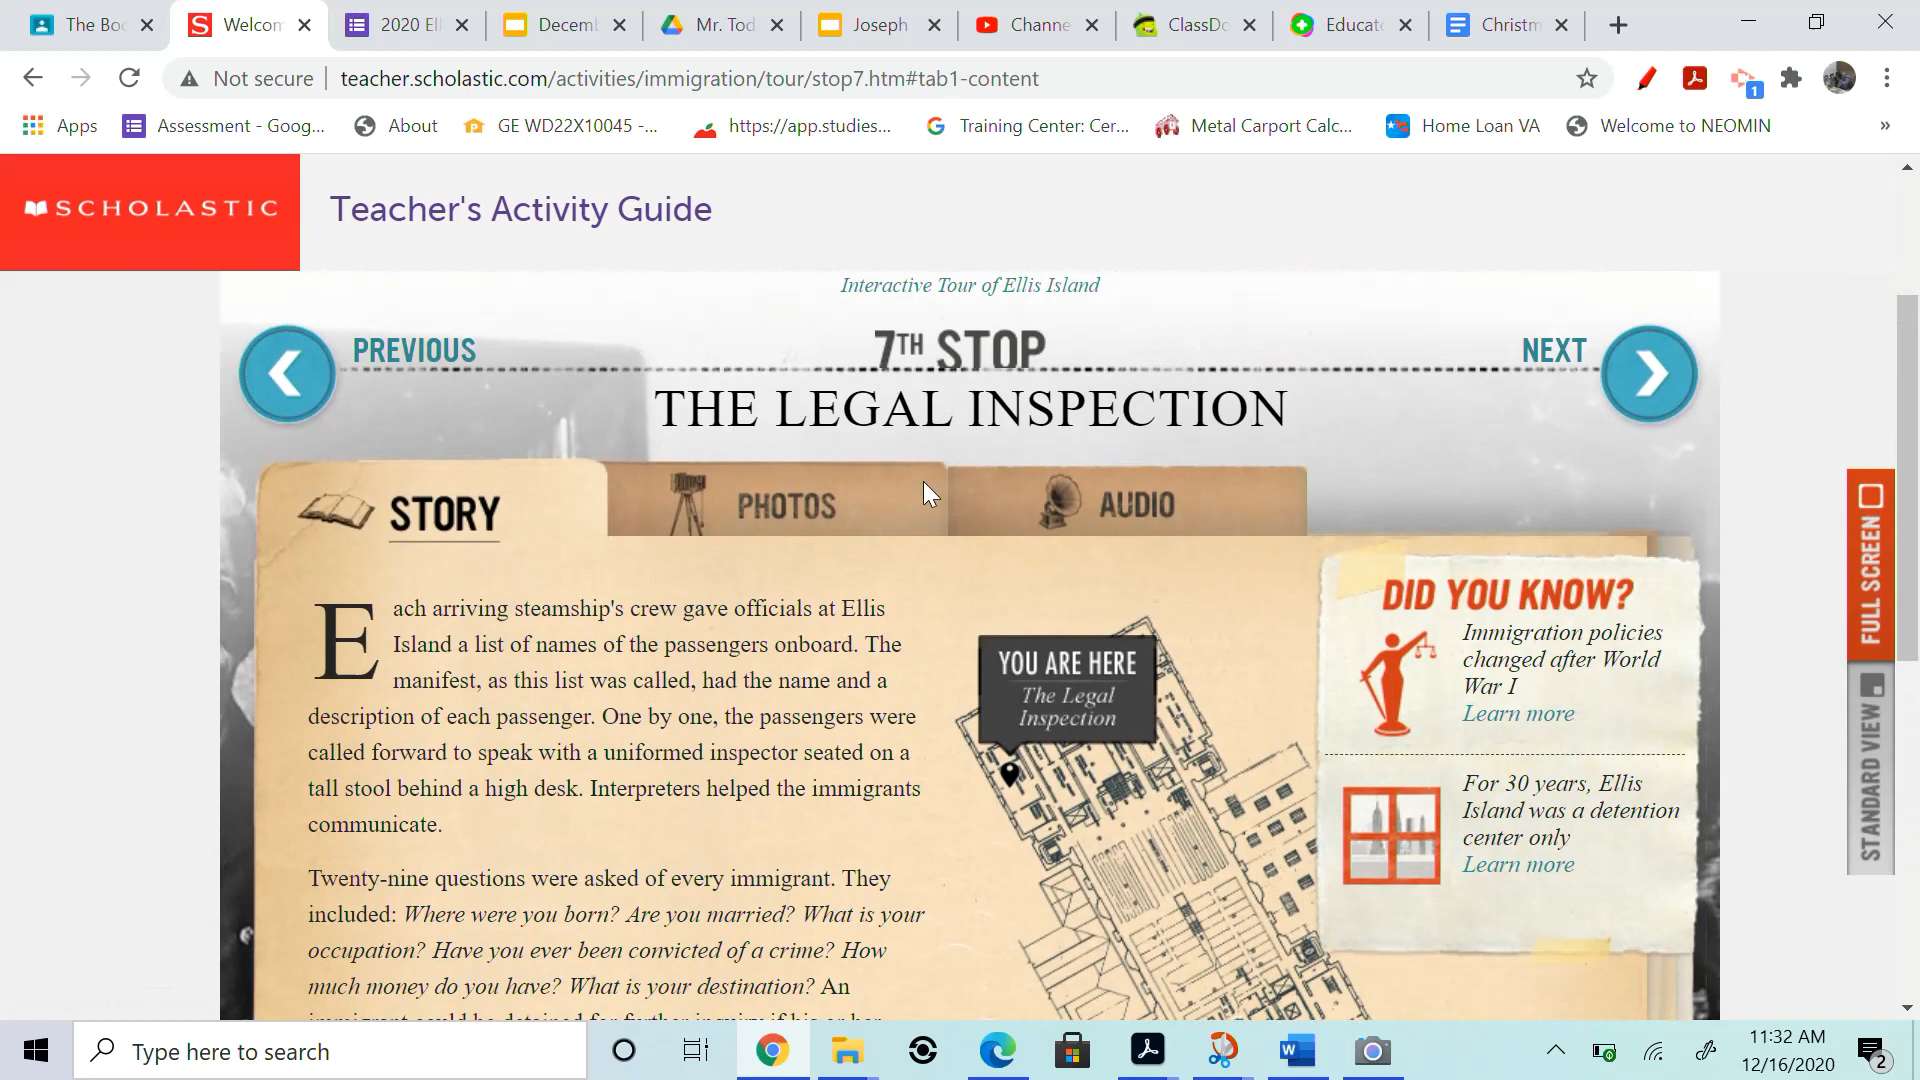 The Boo
Welcom
2020 Ell
Decemb
Mr. Tod
Joseph
Channe
ClassDo
Educato
Christm
Not secure
teacher.scholastic.com/activities/immigration/tour/stop7.htm#tab1-content
1
Apps
Assessment - Goog...
About
GE WD22X10045 -...
https://app.studies...
Training Center: Cer...
Metal Carport Calc...
Home Loan VA
Welcome to NEOMIN
»
SCHOLASTIC
Teacher's Activity Guide
Interactive Tour of Ellis Island
PREVIOUS
7TH STOP
NEXT
THE LEGAL INSPECTION
STORY
PHOTOS
AUDIO
Each arriving steamship's crew gave officials at Ellis
Island a list of names of the passengers onboard. The
manifest, as this list was called, had the name and a
description of each passenger. One by one, the passengers were
called forward to speak with a uniformed inspector seated on a
tall stool behind a high desk. Interpreters helped the immigrants
communicate.
Twenty-nine questions were asked of every immigrant. They
included: Where were you born? Are you married? What is your
occupation? Have you ever been convicted of a crime? How
much money do you have? What is your destination? An
YOU ARE HERE
The Legal
Inspection
DID YOU KNOW?
Immigration policies
changed after World
War I
Learn more
For 30 years, Ellis
Island was a detention
center only
Learn more
FULL SCREEN
STANDARD VIEW
Type here to search
11:32 AM
12/16/2020
2